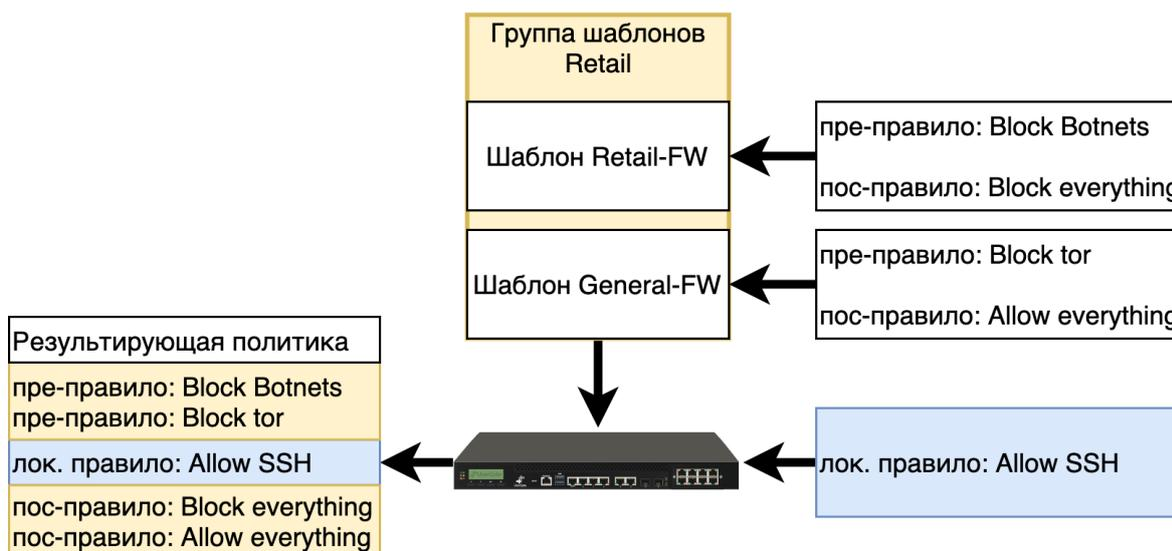 Группа шаблонов
Retail
Шаблон Retail-FW
пре-правило: Block Botnets
пос-правило: Block everything
Шаблон General-FW
пре-правило: Block tor
пос-правило: Allow everything
Результирующая политика
пре-правило: Block Botnets
пре-правило: Block tor
лок. правило: Allow SSH
пос-правило: Block everything
пос-правило: Allow everything
лок. правило: Allow SSH